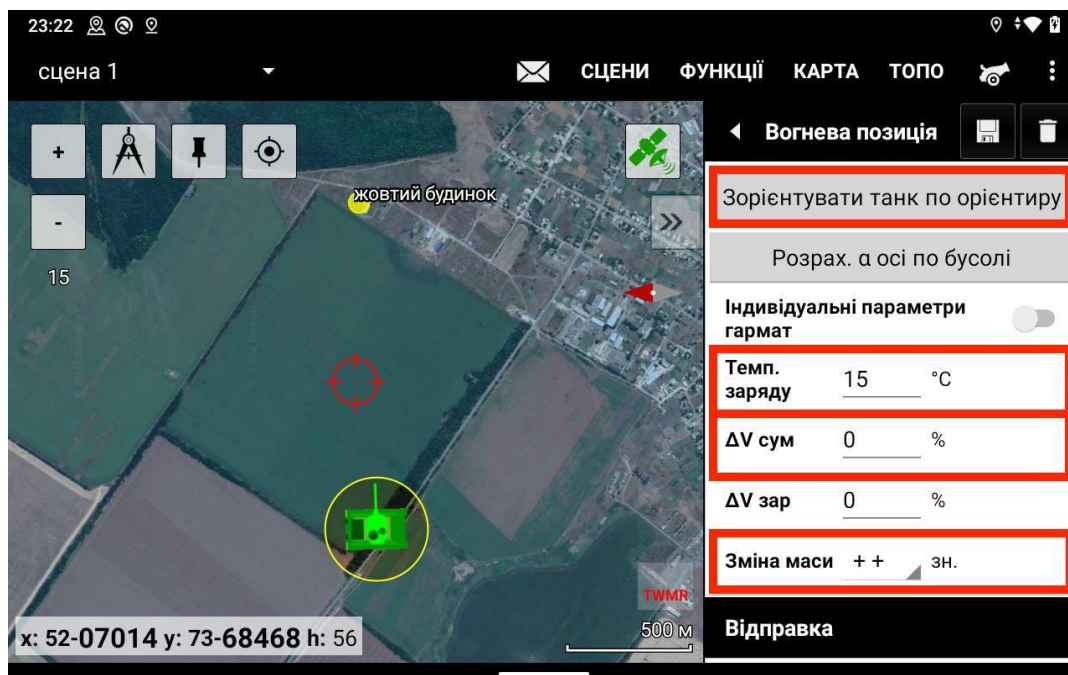 23:22
сцена 1
СЦЕНИ ФУНКЦІЇ КАРТА ТОПО
+
-
15
жовтий будинок
»
TWMR
500 м
x: 52-07014 y: 73-68468 h: 56
Вогнева позиція
Зорієнтувати танк по орієнтиру
Розрах. α осі по бусолі
Індивідуальні параметри
гармат
Темп.
заряду 15 °C
ΔV сум 0 %
ΔV зар 0 %
Зміна маси + + зн.
Відправка